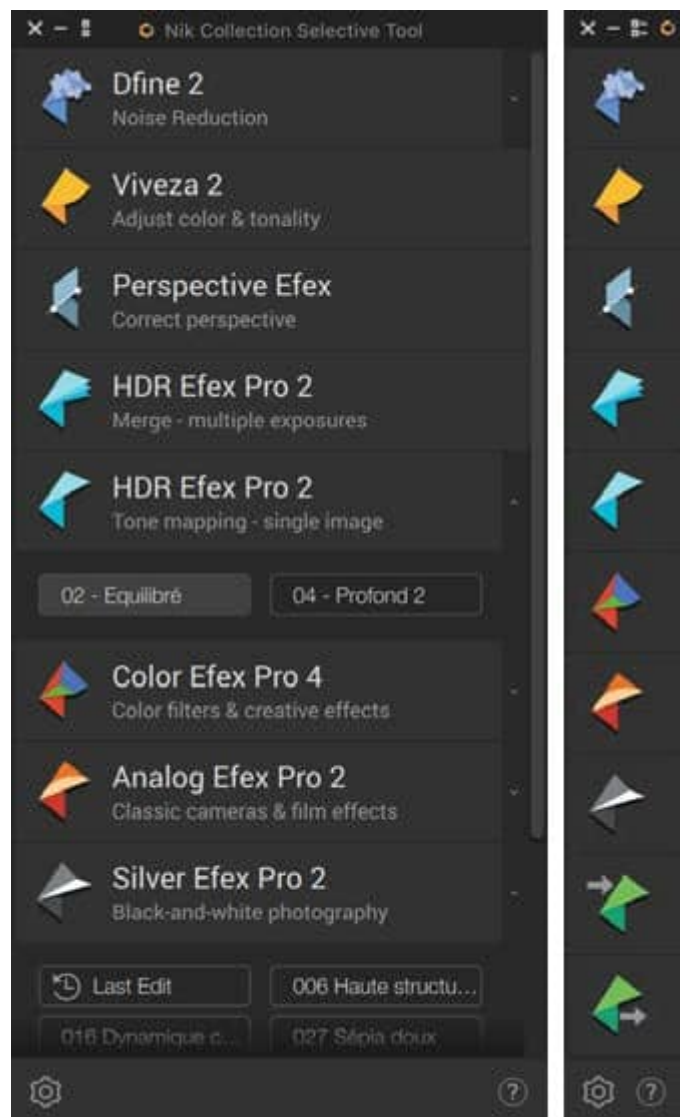 Nik Collection Selective Tool
Dfine 2
Noise Reduction
Viveza 2
Adjust color & tonality
Perspective Efex
Correct perspective
HDR Efex Pro 2
Merge - multiple exposures
HDR Efex Pro 2
Tone mapping - single image
02 - Equilibré
04 - Profond 2
Color Efex Pro 4
Color filters & creative effects
Analog Efex Pro 2
Classic cameras & film effects
Silver Efex Pro 2
Black-and-white photography
Last Edit
006 Haute structu...
016 Dynamique c...
027 Sépia doux